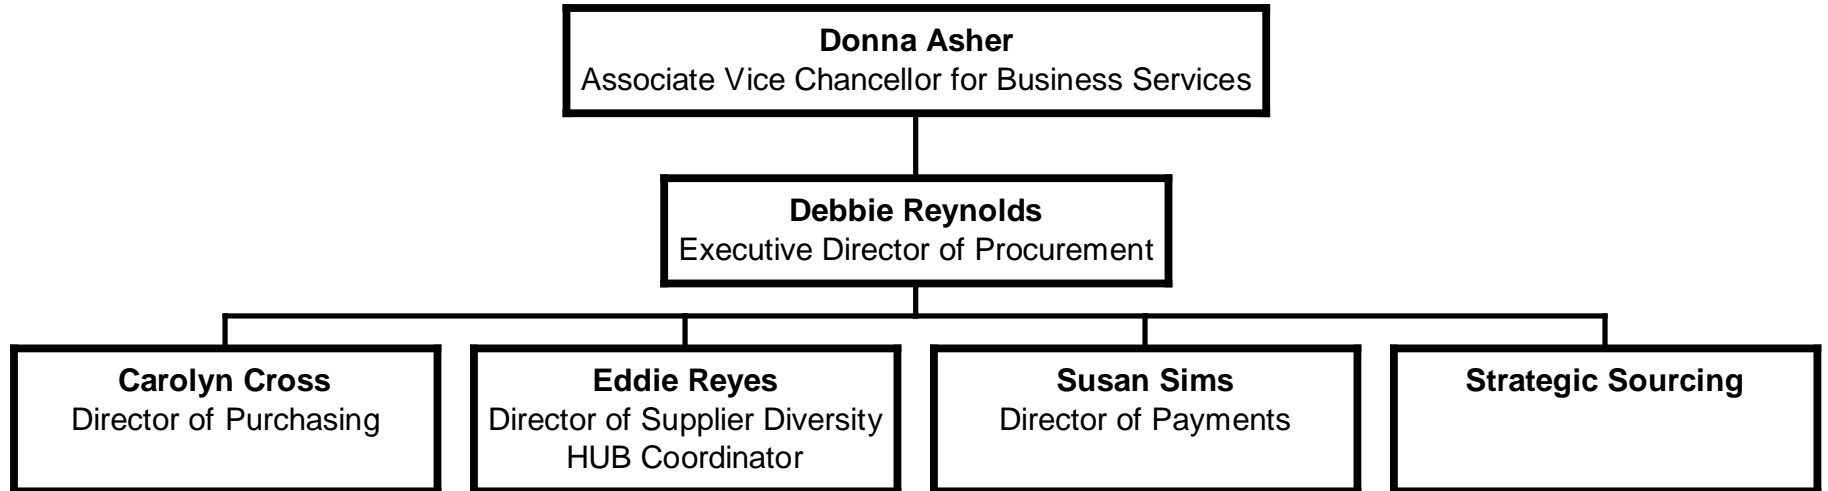 Donna Asher
Associate Vice Chancellor for Business Services
Debbie Reynolds
Executive Director of Procurement
Carolyn Cross
Director of Purchasing
Eddie Reyes
Director of Supplier Diversity
HUB Coordinator
Susan Sims
Director of Payments
Strategic Sourcing